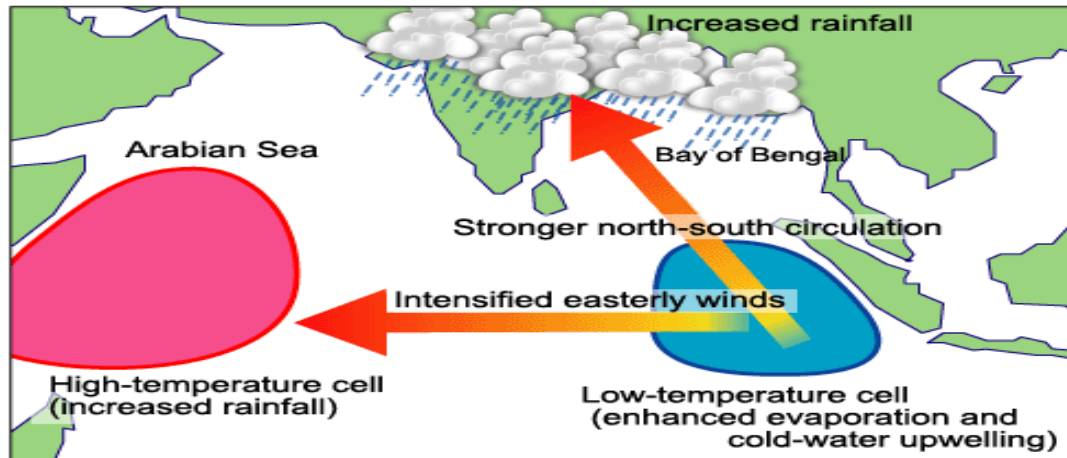 Increased rainfall
Arabian Sea
Bay of Bengal
Stronger north-south circulation
Intensified easterly winds
High-temperature cell
(increased rainfall)
Low-temperature cell
(enhanced evaporation and
cold-water upwelling)